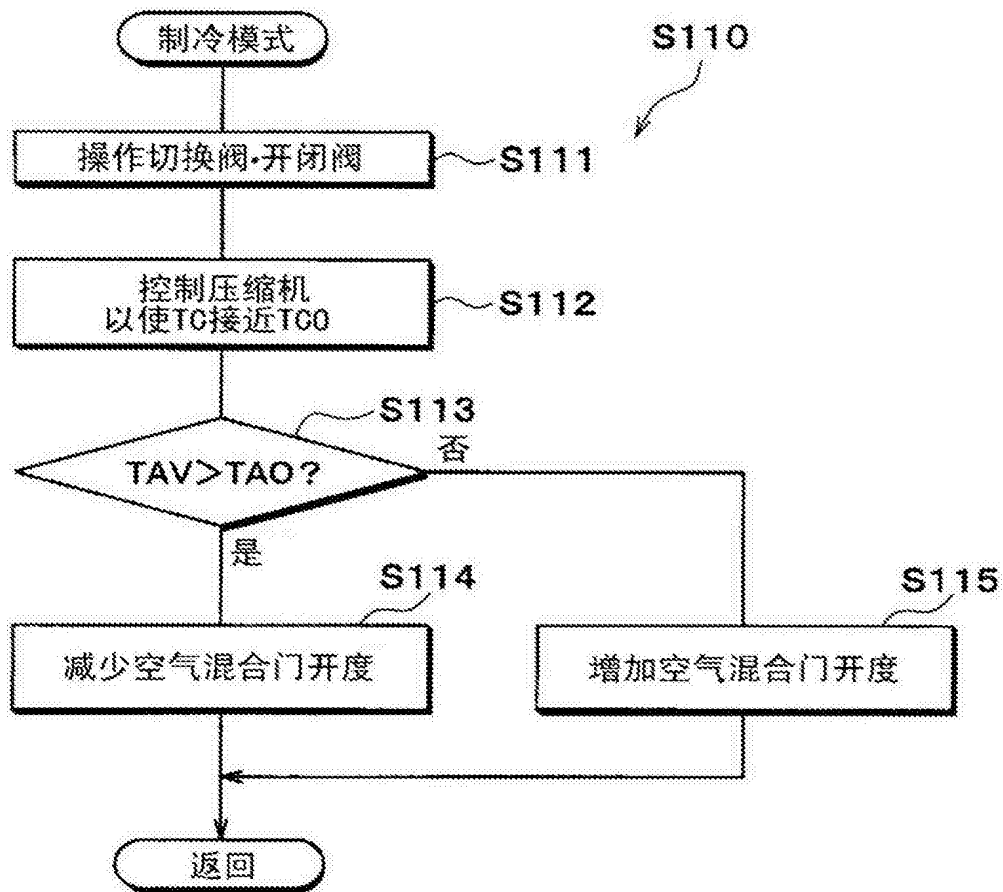 制冷模式
S110
操作切换阀·开闭阀
S111
控制压缩机
以使TC接近TCO
S112
S113
TAV>TAO?
否
是
S114
S115
减少空气混合门开度
增加空气混合门开度
返回